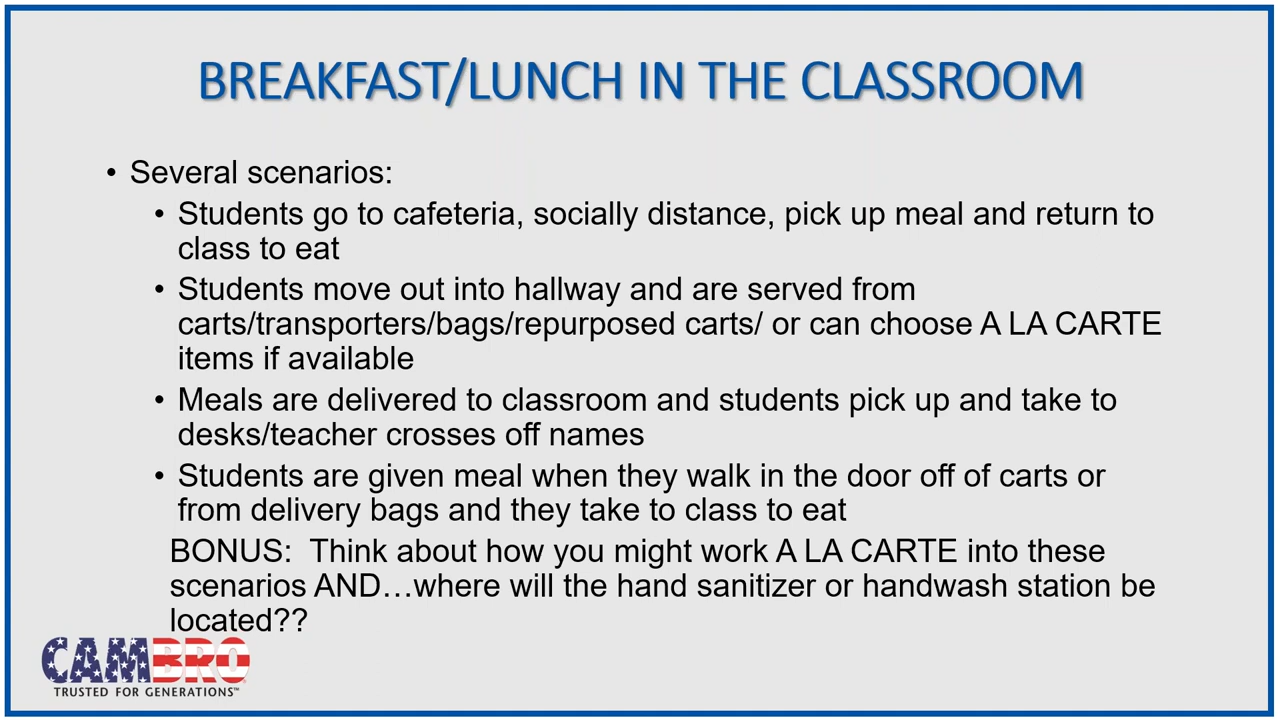 BREAKFAST/LUNCH IN THE CLASSROOM
• Several scenarios:
• Students go to cafeteria, socially distance, pick up meal and return to
class to eat
• Students move out into hallway and are served from
carts/transporters/bags/repurposed carts/ or can choose A LA CARTE
items if available
• Meals are delivered to classroom and students pick up and take to
desks/teacher crosses off names
• Students are given meal when they walk in the door off of carts or
from delivery bags and they take to class to eat
BONUS:  Think about how you might work A LA CARTE into these
scenarios AND…where will the hand sanitizer or handwash station be
located??
CAMBRO
TRUSTED FOR GENERATIONS™